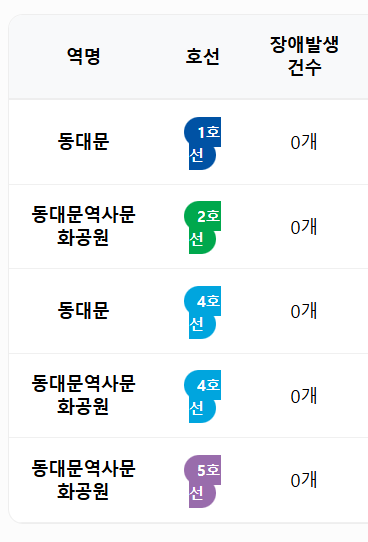 역명 호선 장애발생
건수
동대문 1호
선 0개
동대문역사문
화공원 2호
선 0개
동대문 4호
선 0개
동대문역사문
화공원 4호
선 0개
동대문역사문
화공원 5호
선 0개